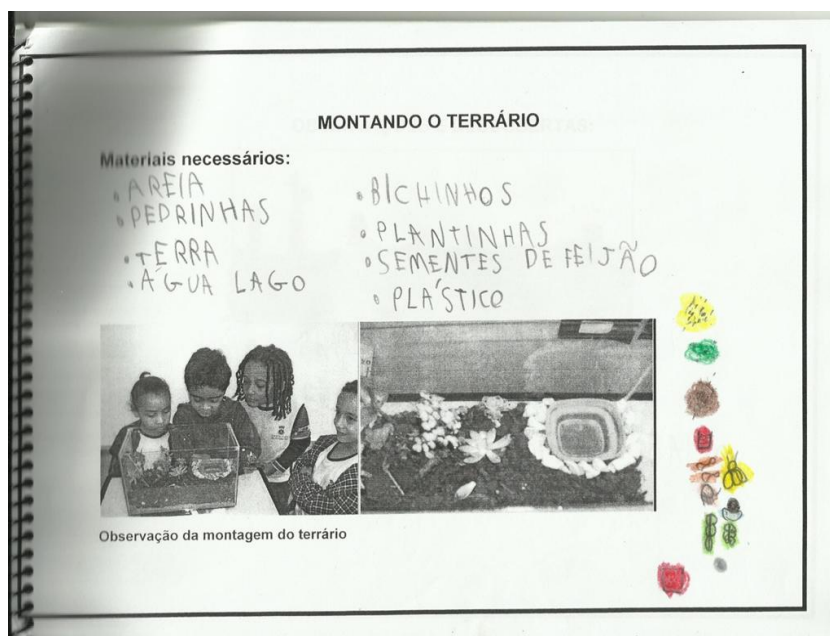 MONTANDO O TERRÁRIO
Materiais necessários:
• AREIA
• PEDRINHAS
• TERRA
• ÁGUA LAGO
• BICHINHOS
• PLANTINHAS
• SEMENTES DE FEIJÃO
• PLÁSTICO
Observação da montagem do terrário